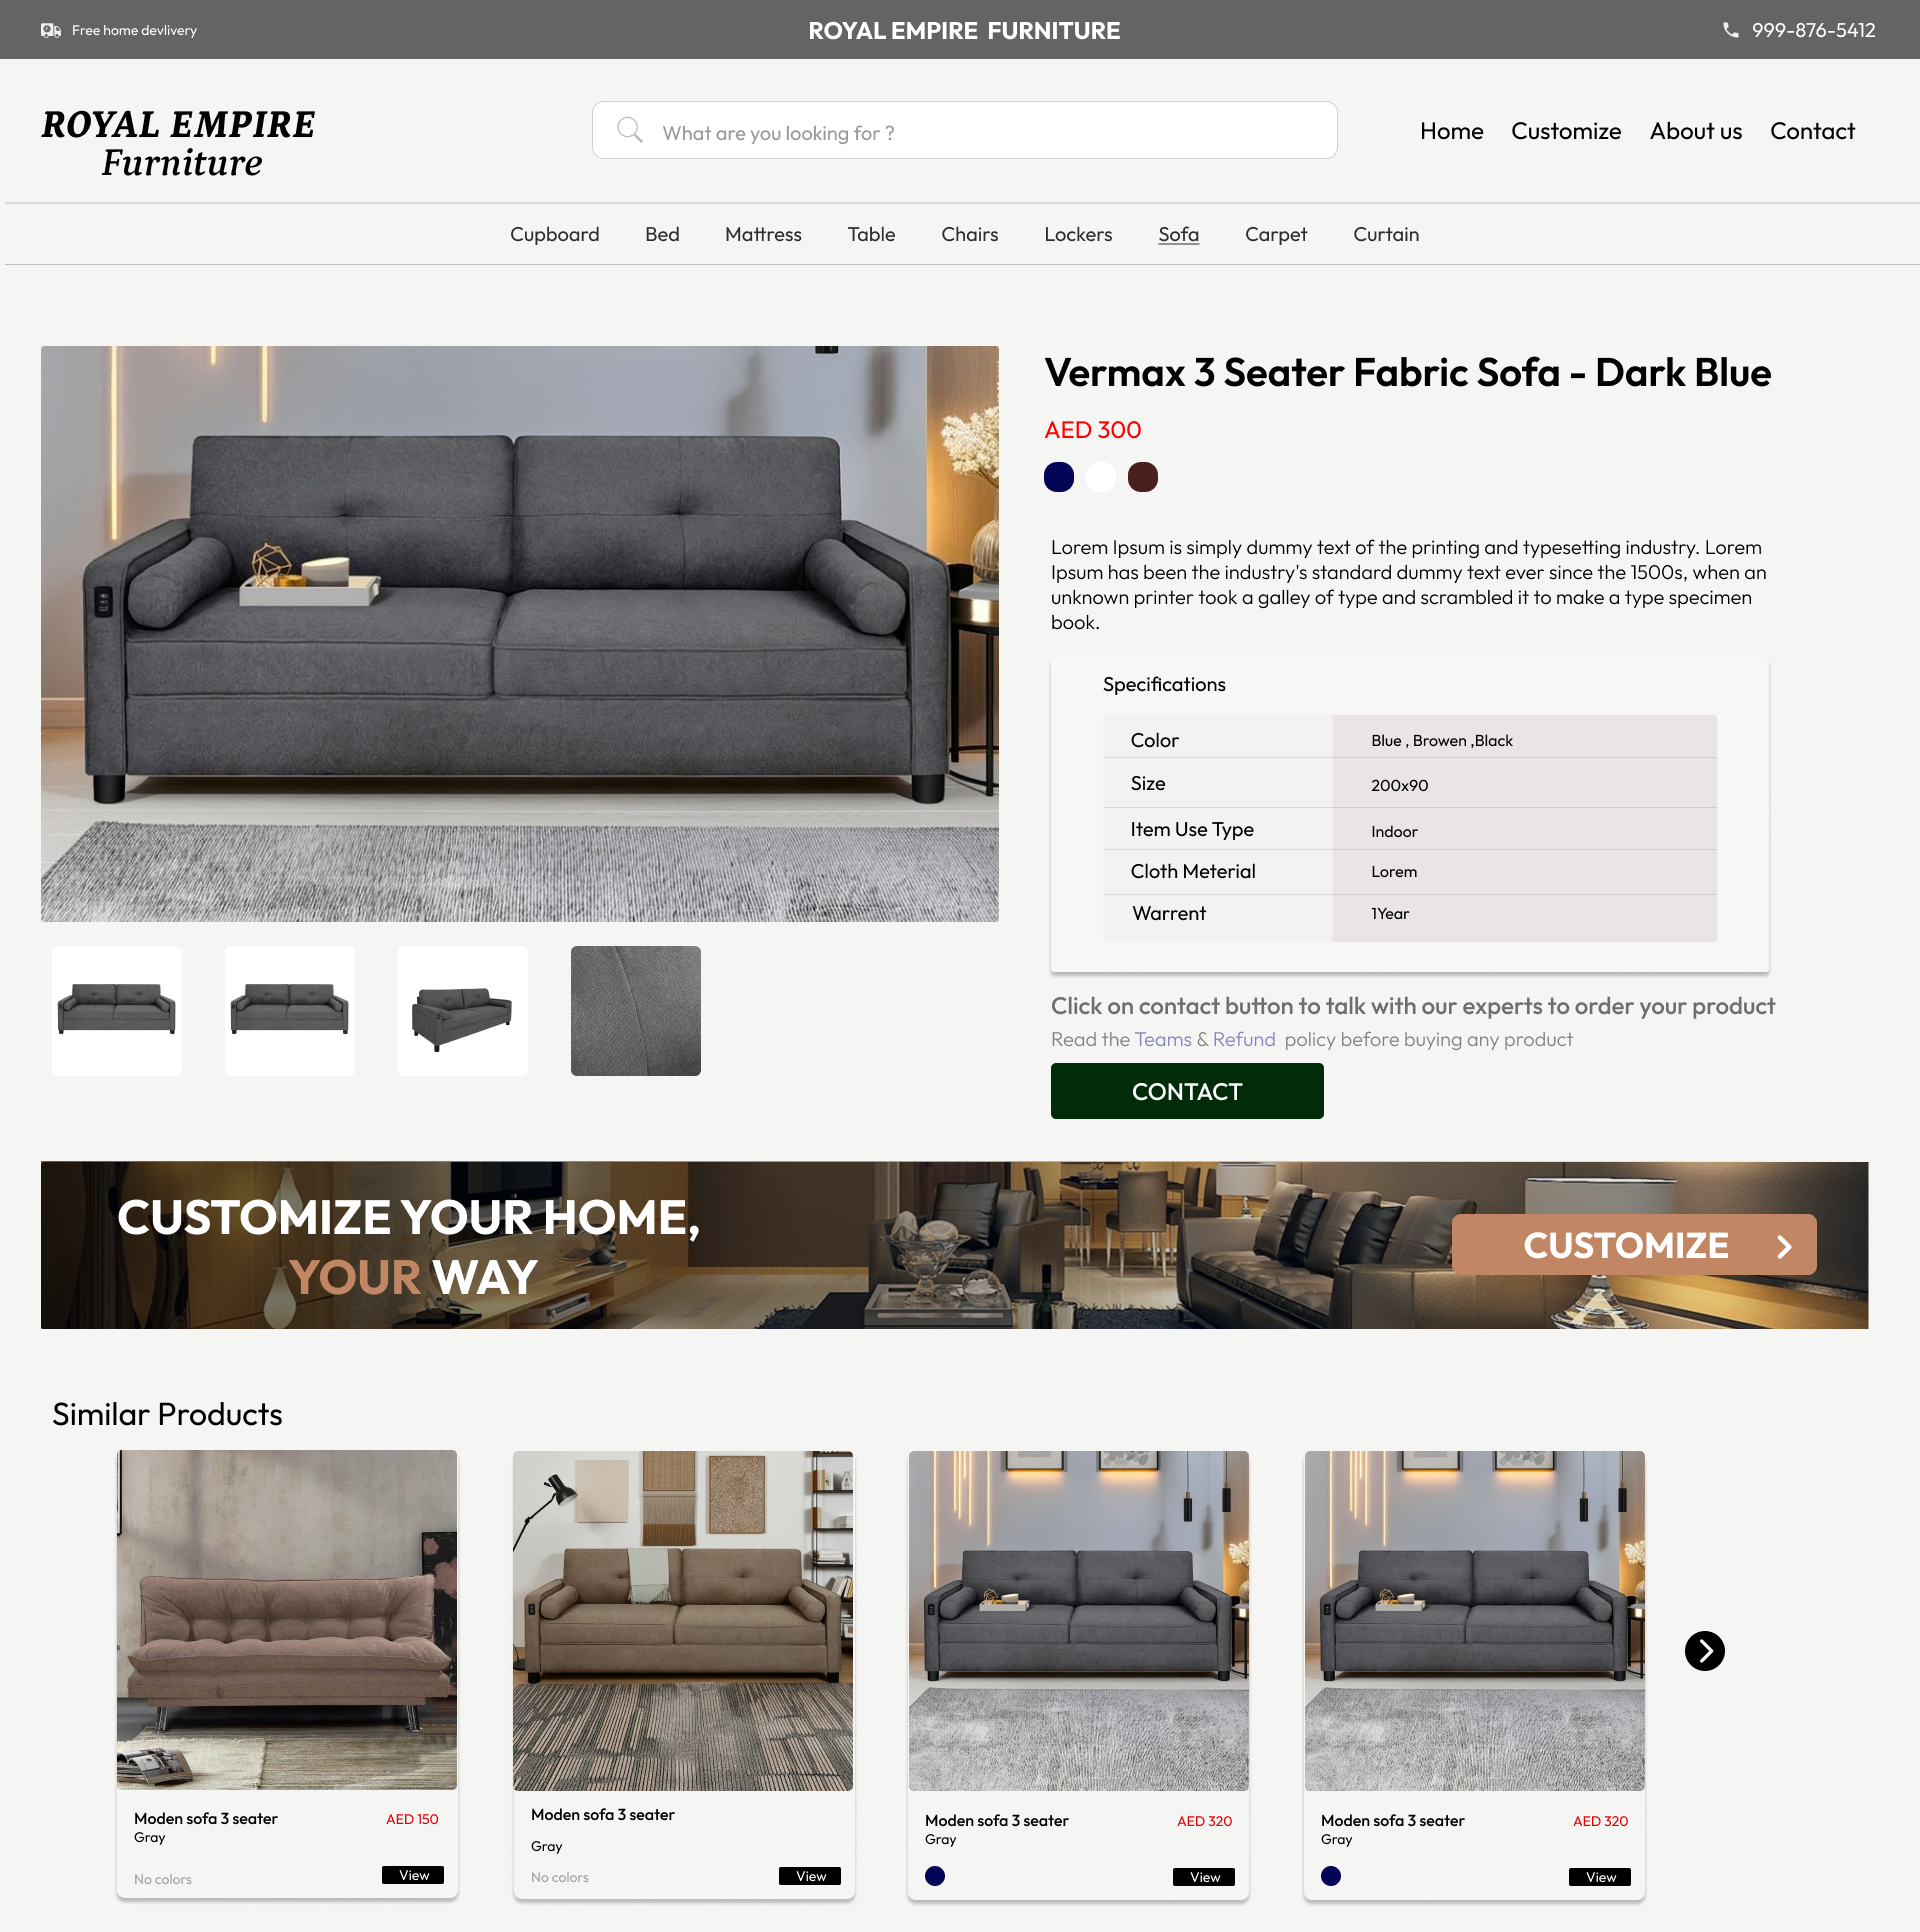 Free home devlivery
ROYAL EMPIRE FURNITURE
999-876-5412
ROYAL EMPIRE
Furniture
What are you looking for ?
Home Customize About us Contact
Cupboard Bed Mattress Table Chairs Lockers Sofa Carpet Curtain
Vermax 3 Seater Fabric Sofa - Dark Blue
AED 300
Lorem Ipsum is simply dummy text of the printing and typesetting industry. Lorem
Ipsum has been the industry's standard dummy text ever since the 1500s, when an
unknown printer took a galley of type and scrambled it to make a type specimen
book.
Specifications
Color Blue , Browen ,Black
Size 200x90
Item Use Type Indoor
Cloth Meterial Lorem
Warrent 1Year
Click on contact button to talk with our experts to order your product
Read the Teams & Refund policy before buying any product
CONTACT
CUSTOMIZE YOUR HOME,
YOUR WAY
CUSTOMIZE
Similar Products
Moden sofa 3 seater AED 150
Gray
No colors View
Moden sofa 3 seater
Gray
No colors View
Moden sofa 3 seater AED 320
Gray
View
Moden sofa 3 seater AED 320
Gray
View